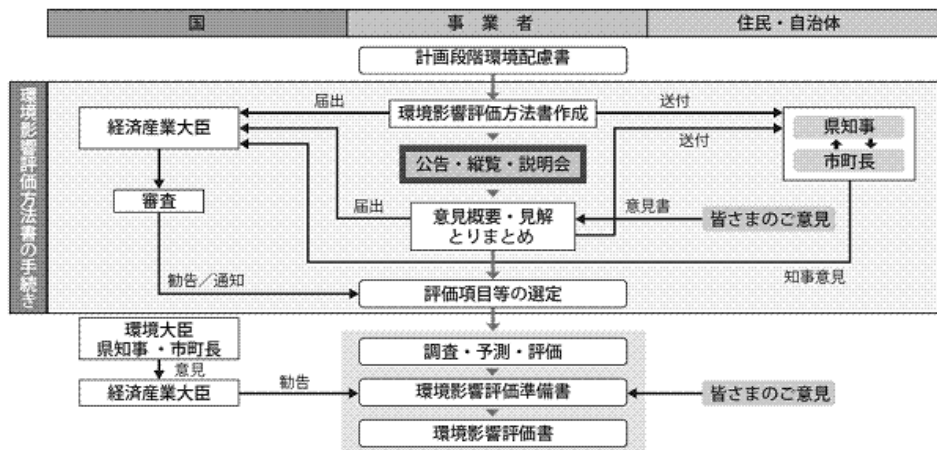 国
事業者
住民・自治体
計画段階環境配慮書
環境影響評価方法書の手続き
届出
環境影響評価方法書作成
送付
経済産業大臣
県知事
市町長
公告・縦覧・説明会
送付
審査
届出
意見概要・見解
とりまとめ
意見書
皆さまのご意見
勧告／通知
知事意見
評価項目等の選定
環境大臣
県知事・市町長
意見
調査・予測・評価
経済産業大臣
勧告
環境影響評価準備書
皆さまのご意見
環境影響評価書